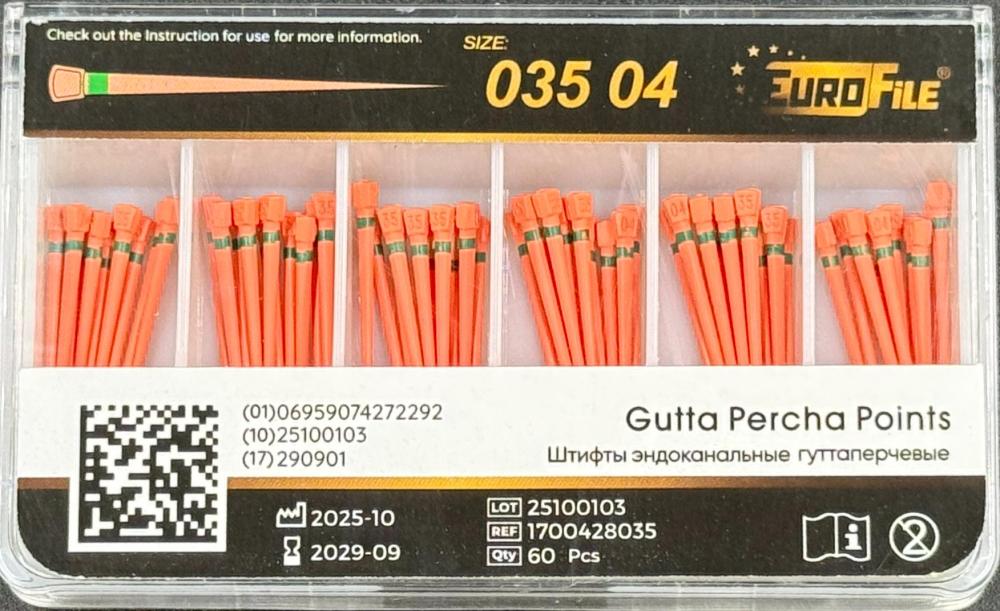 Check out the Instruction for use for more information.
SIZE:
035 04
EUROFILE®
(01)06959074272292
(10)25100103
(17)290901
Gutta Percha Points
Штифты эндоканальные гуттаперчевые
2025-10
2029-09
LOT 25100103
REF 1700428035
Qty 60 Pcs